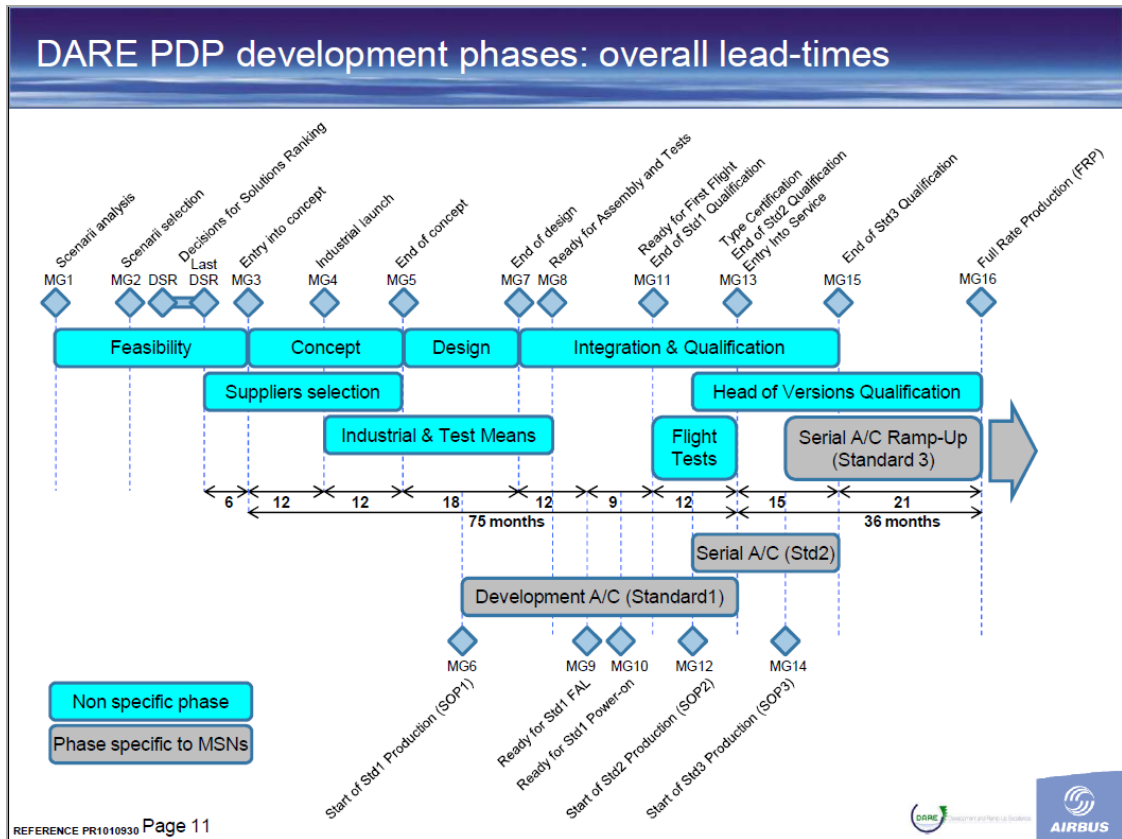 DARE PDP development phases: overall lead-times
Scenarii analysis
Scenarii selection
Decisions for Solutions Ranking
Entry into concept
Industrial launch
End of concept
End of design
Ready for Assembly and Tests
Ready for First Flight
End of Std1 Qualification
Type Certification
End of Std2 Qualification
Entry Into Service
End of Std3 Qualification
Full Rate Production (FRP)
MG1
MG2
DSR
Last
DSR
MG3
MG4
MG5
MG7
MG8
MG11
MG13
MG15
MG16
Feasibility
Concept
Design
Integration & Qualification
Suppliers selection
Head of Versions Qualification
Industrial & Test Means
Flight
Tests
Serial A/C Ramp-Up
(Standard 3)
6
12
12
18
12
9
12
15
21
75 months
36 months
Serial A/C (Std2)
Development A/C (Standard1)
MG6
MG9
MG10
MG12
MG14
Start of Std1 Production (SOP1)
Ready for Std1 FAL
Ready for Std1 Power-on
Start of Std2 Production (SOP2)
Start of Std3 Production (SOP3)
Non specific phase
Phase specific to MSNs
REFERENCE PR1010930 Page 11
DARE
Development and Ramp Up Excellence
AIRBUS